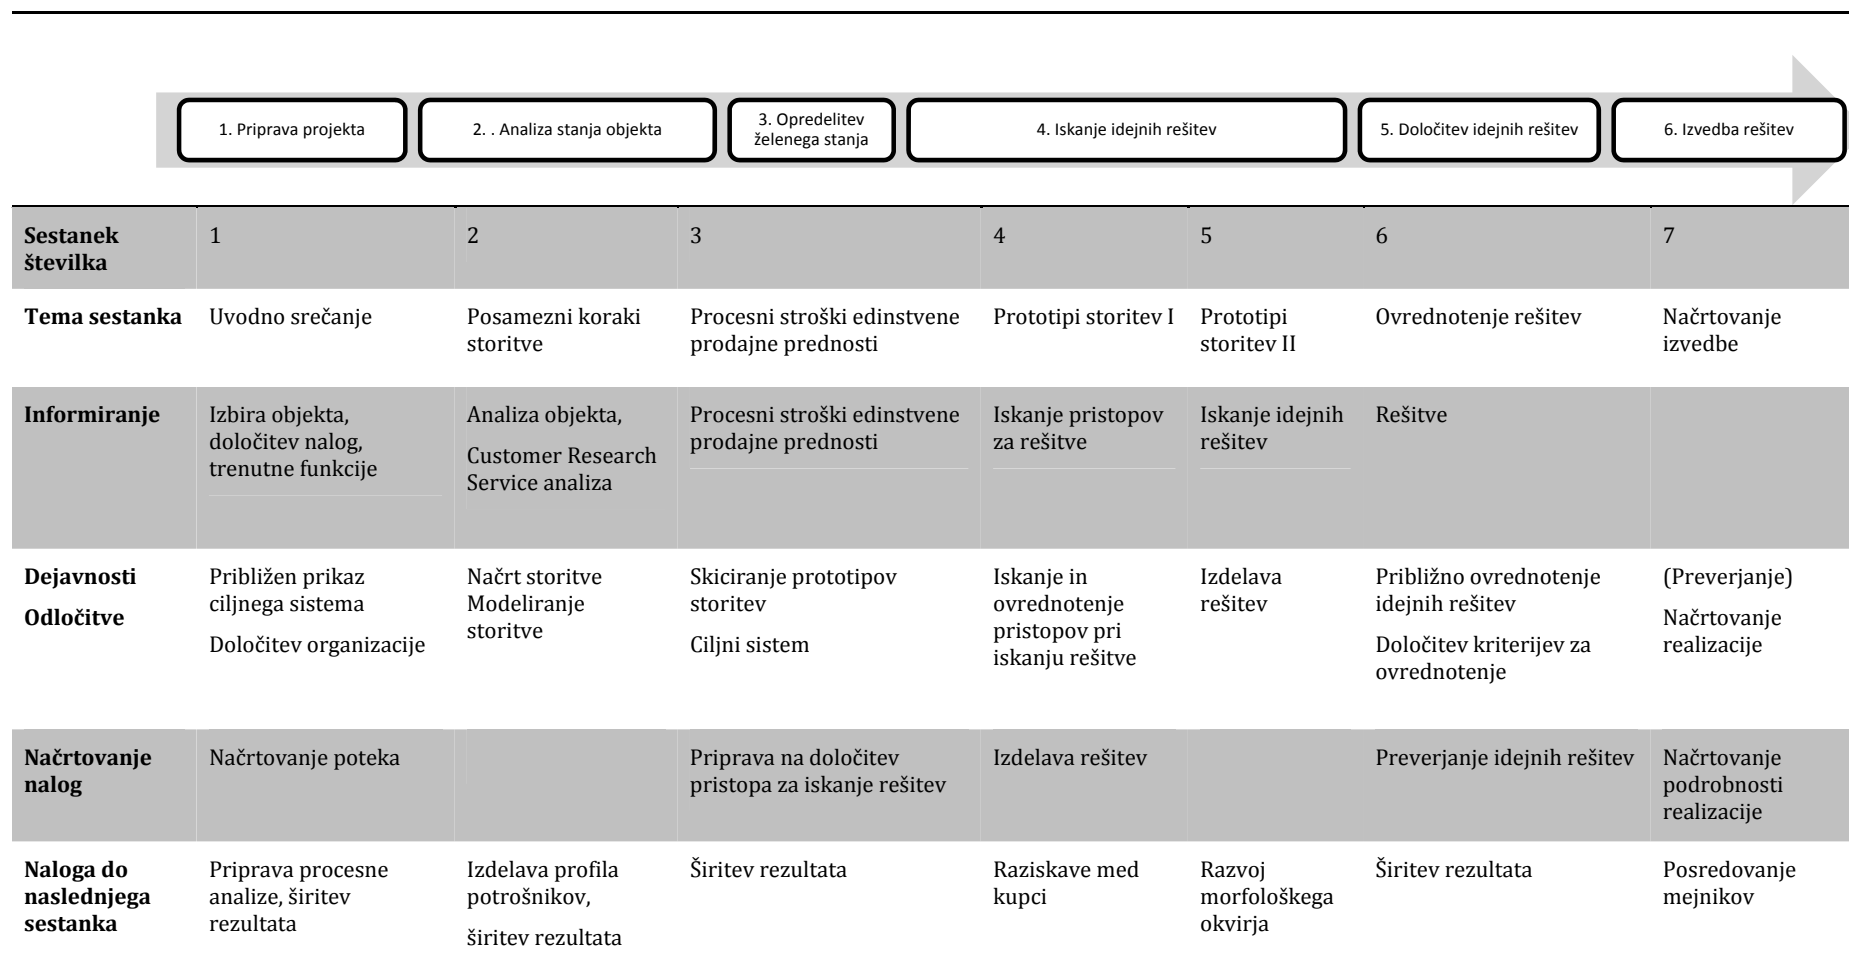 1. Priprava projekta
2. . Analiza stanja objekta
3. Opredelitev
želenega stanja
4. Iskanje idejnih rešitev
5. Določitev idejnih rešitev
6. Izvedba rešitev
Sestanek
številka
1
2
3
4
5
6
7
Tema sestanka
Uvodno srečanje
Posamezni koraki
storitve
Procesni stroški edinstvene
prodajne prednosti
Prototipi storitev I
Prototipi
storitev II
Ovrednotenje rešitev
Načrtovanje
izvedbe
Informiranje
Izbira objekta,
določitev nalog,
trenutne funkcije
Analiza objekta,
Customer Research
Service analiza
Procesni stroški edinstvene
prodajne prednosti
Iskanje pristopov
za rešitve
Iskanje idejnih
rešitev
Rešitve
Dejavnosti
Odločitve
Približen prikaz
ciljnega sistema
Določitev organizacije
Načrt storitve
Modeliranje
storitve
Skiciranje prototipov
storitev
Ciljni sistem
Iskanje in
ovrednotenje
pristopov pri
iskanju rešitve
Izdelava
rešitev
Približno ovrednotenje
idejnih rešitev
Določitev kriterijev za
ovrednotenje
(Preverjanje)
Načrtovanje
realizacije
Načrtovanje
nalog
Načrtovanje poteka
Priprava na določitev
pristopa za iskanje rešitev
Izdelava rešitev
Preverjanje idejnih rešitev
Načrtovanje
podrobnosti
realizacije
Naloga do
naslednjega
sestanka
Priprava procesne
analize, širitev
rezultata
Izdelava profila
potrošnikov,
širitev rezultata
Širitev rezultata
Raziskave med
kupci
Razvoj
morfološkega
okvirja
Širitev rezultata
Posredovanje
mejnikov